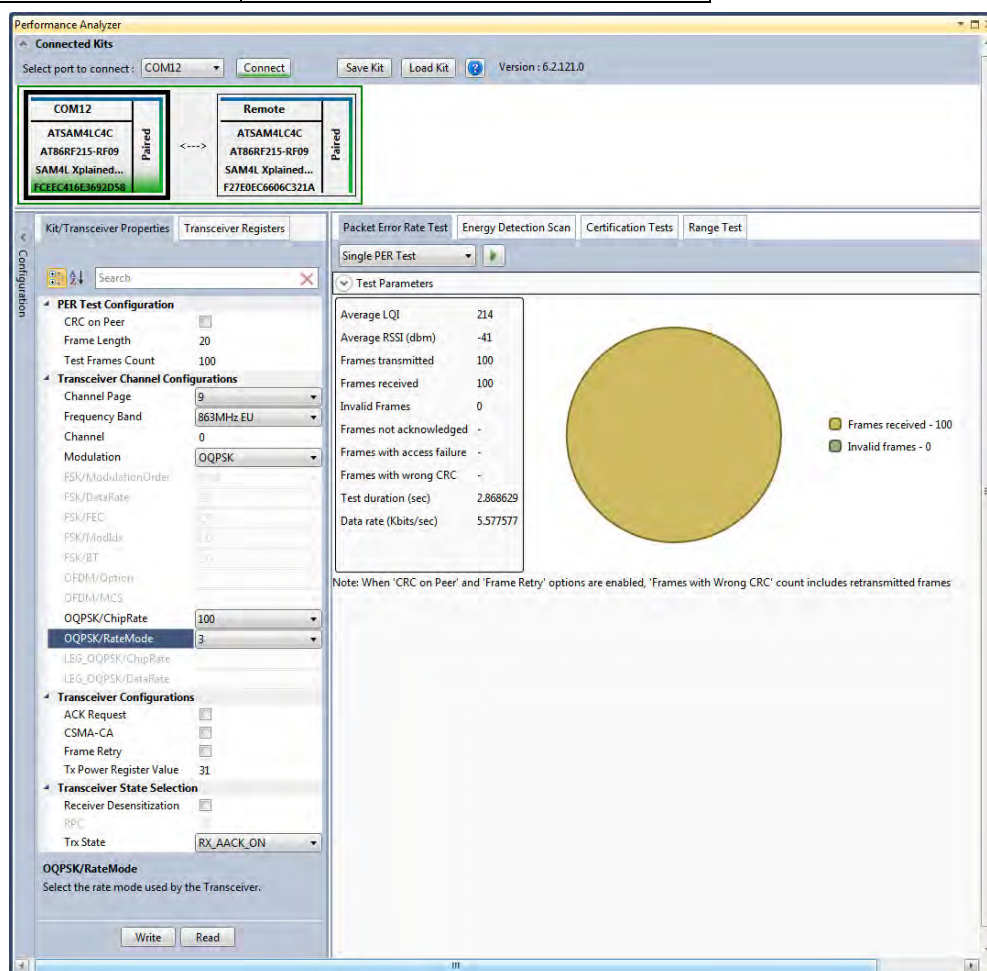 Performance Analyzer
Connected Kits
Select port to connect : COM12 Connect Save Kit Load Kit ? Version : 6.2.121.0
COM12
ATSAM4LC4C
AT86RF215-RF09
SAM4L Xplained...
FCEEC416E3692D58
Paired
<--->
Remote
ATSAM4LC4C
AT86RF215-RF09
SAM4L Xplained...
F27E0EC6606C321A
Paired
Configuration
Kit/Transceiver Properties Transceiver Registers
Search
PER Test Configuration
CRC on Peer
Frame Length 20
Test Frames Count 100
Transceiver Channel Configurations
Channel Page 9
Frequency Band 863MHz EU
Channel 0
Modulation OQPSK
FSK/ModulationOrder
FSK/DataRate
FSK/FEC
FSK/ModIdx
FSK/BT
OFDM/Option
OFDM/MCS
OQPSK/ChipRate 100
OQPSK/RateMode 3
LEG_OQPSK/ChipRate
LEG_OQPSK/DataRate
Transceiver Configurations
ACK Request
CSMA-CA
Frame Retry
Tx Power Register Value 31
Transceiver State Selection
Receiver Desensitization
RPC
Trx State RX_AACK_ON
OQPSK/RateMode
Select the rate mode used by the Transceiver.
Write Read
Packet Error Rate Test Energy Detection Scan Certification Tests Range Test
Single PER Test
Test Parameters
Average LQI 214
Average RSSI (dbm) -41
Frames transmitted 100
Frames received 100
Invalid Frames 0
Frames not acknowledged -
Frames with access failure -
Frames with wrong CRC -
Test duration (sec) 2.868629
Data rate (Kbits/sec) 5.577577
Frames received - 100
Invalid frames - 0
Note: When 'CRC on Peer' and 'Frame Retry' options are enabled, 'Frames with Wrong CRC' count includes retransmitted frames